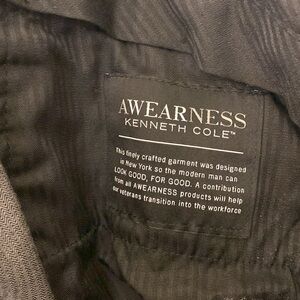 AWEARNESS
KENNETH COLE™
This finely crafted garment was designed
in New York so the modern man can
LOOK GOOD, FOR GOOD. A contribution
from all AWEARNESS products will help
our veterans transition into the workforce